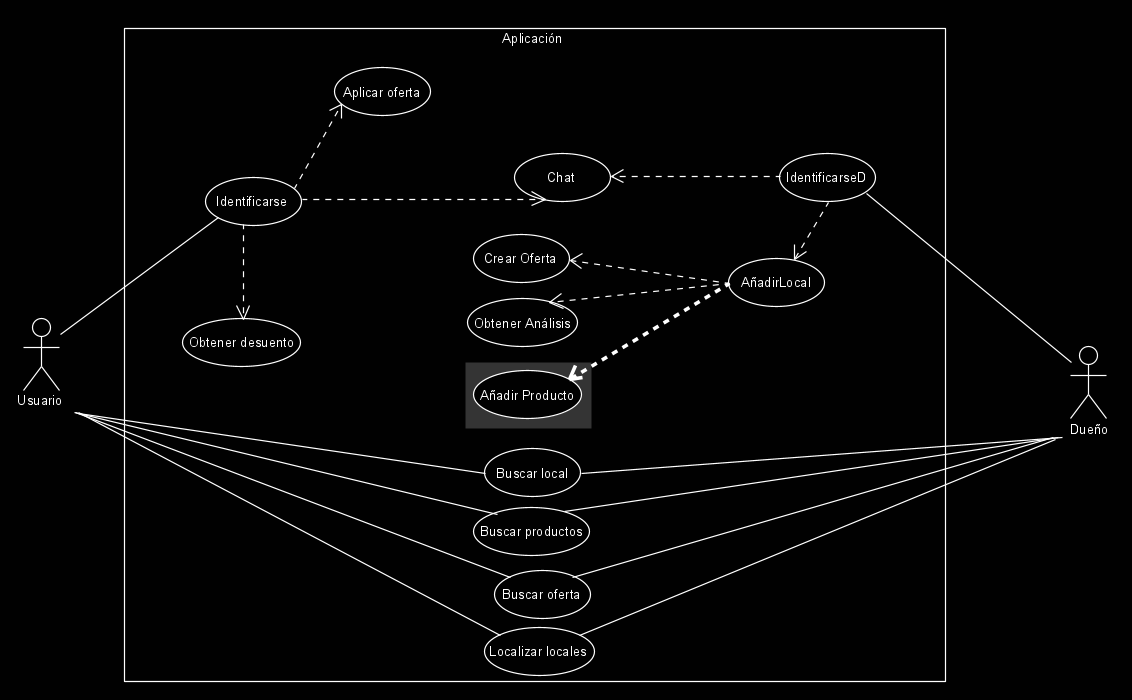 Aplicación
Aplicar oferta
Chat
IdentificarseD
Identificarse
Crear Oferta
AñadirLocal
Obtener Análisis
Obtener desuento
Añadir Producto
Usuario
Dueño
Buscar local
Buscar productos
Buscar oferta
Localizar locales